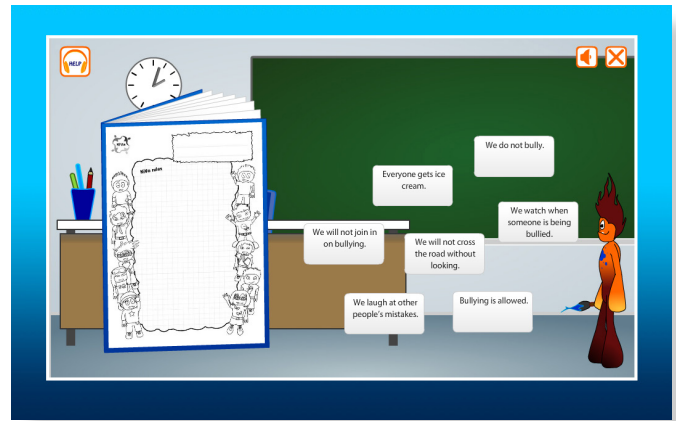 HELP
KiVa rules
We do not bully.
Everyone gets ice
cream.
We watch when
someone is being
bullied.
We will not join in
on bullying.
We will not cross
the road without
looking.
We laugh at other
people's mistakes.
Bullying is allowed.